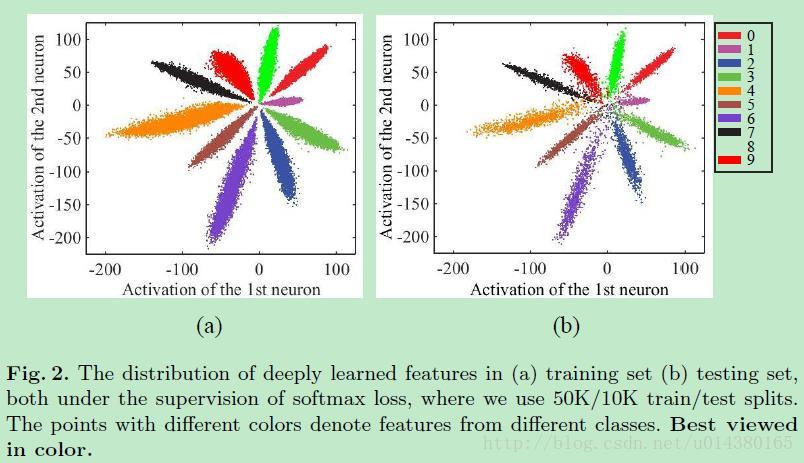 Activation of the 2nd neuron
100
50
0
-50
-100
-150
-200
-200 -100 0 100
Activation of the 1st neuron
(a)
Activation of the 2nd neuron
100
50
0
-50
-100
-150
-200
-200 -100 0 100
Activation of the 1st neuron
(b)
0
1
2
3
4
5
6
7
8
9
Fig. 2. The distribution of deeply learned features in (a) training set (b) testing set,
both under the supervision of softmax loss, where we use 50K/10K train/test splits.
The points with different colors denote features from different classes. Best viewed
in color.
http://blog.csdn.net/u014380165